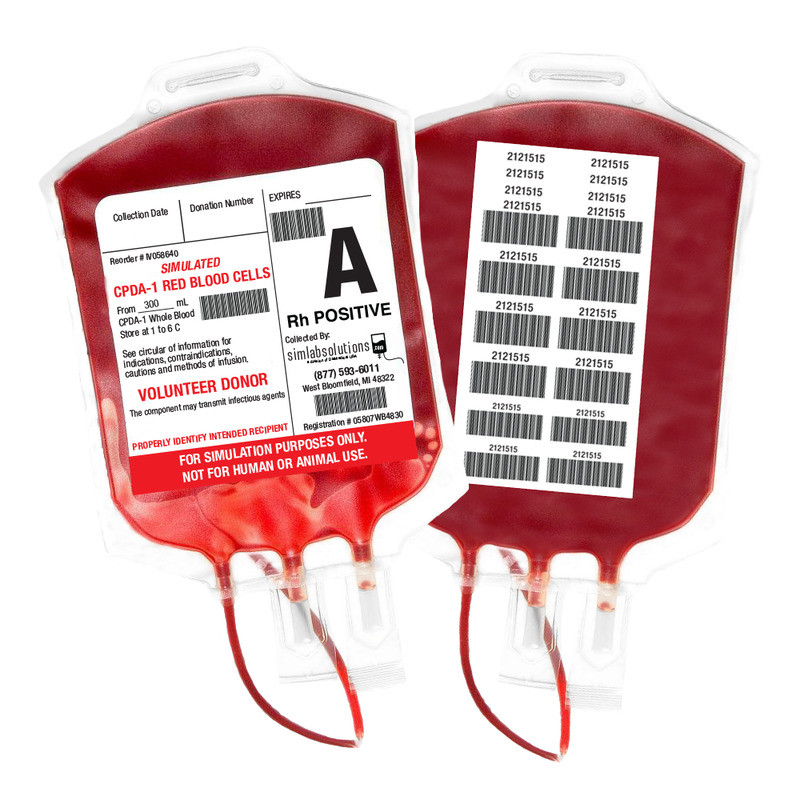 Collection Date
Donation Number
EXPIRES
Reorder # IV058640
SIMULATED
CPDA-1 RED BLOOD CELLS
From 300 mL
CPDA-1 Whole Blood
Store at 1 to 6 C
See circular of information for
indications, contraindications,
cautions and methods of infusion.
VOLUNTEER DONOR
The component may transmit infectious agents
PROPERLY IDENTIFY INTENDED RECIPIENT
A
Rh POSITIVE
Collected By:
simlabsolutions
(877) 593-6011
West Bloomfield, MI 48322
Registration # 05807WB4830
FOR SIMULATION PURPOSES ONLY.
NOT FOR HUMAN OR ANIMAL USE.
2121515 2121515
2121515 2121515
2121515 2121515
2121515 2121515
2121515 2121515
2121515 2121515
2121515 2121515
2121515 2121515
2121515 2121515